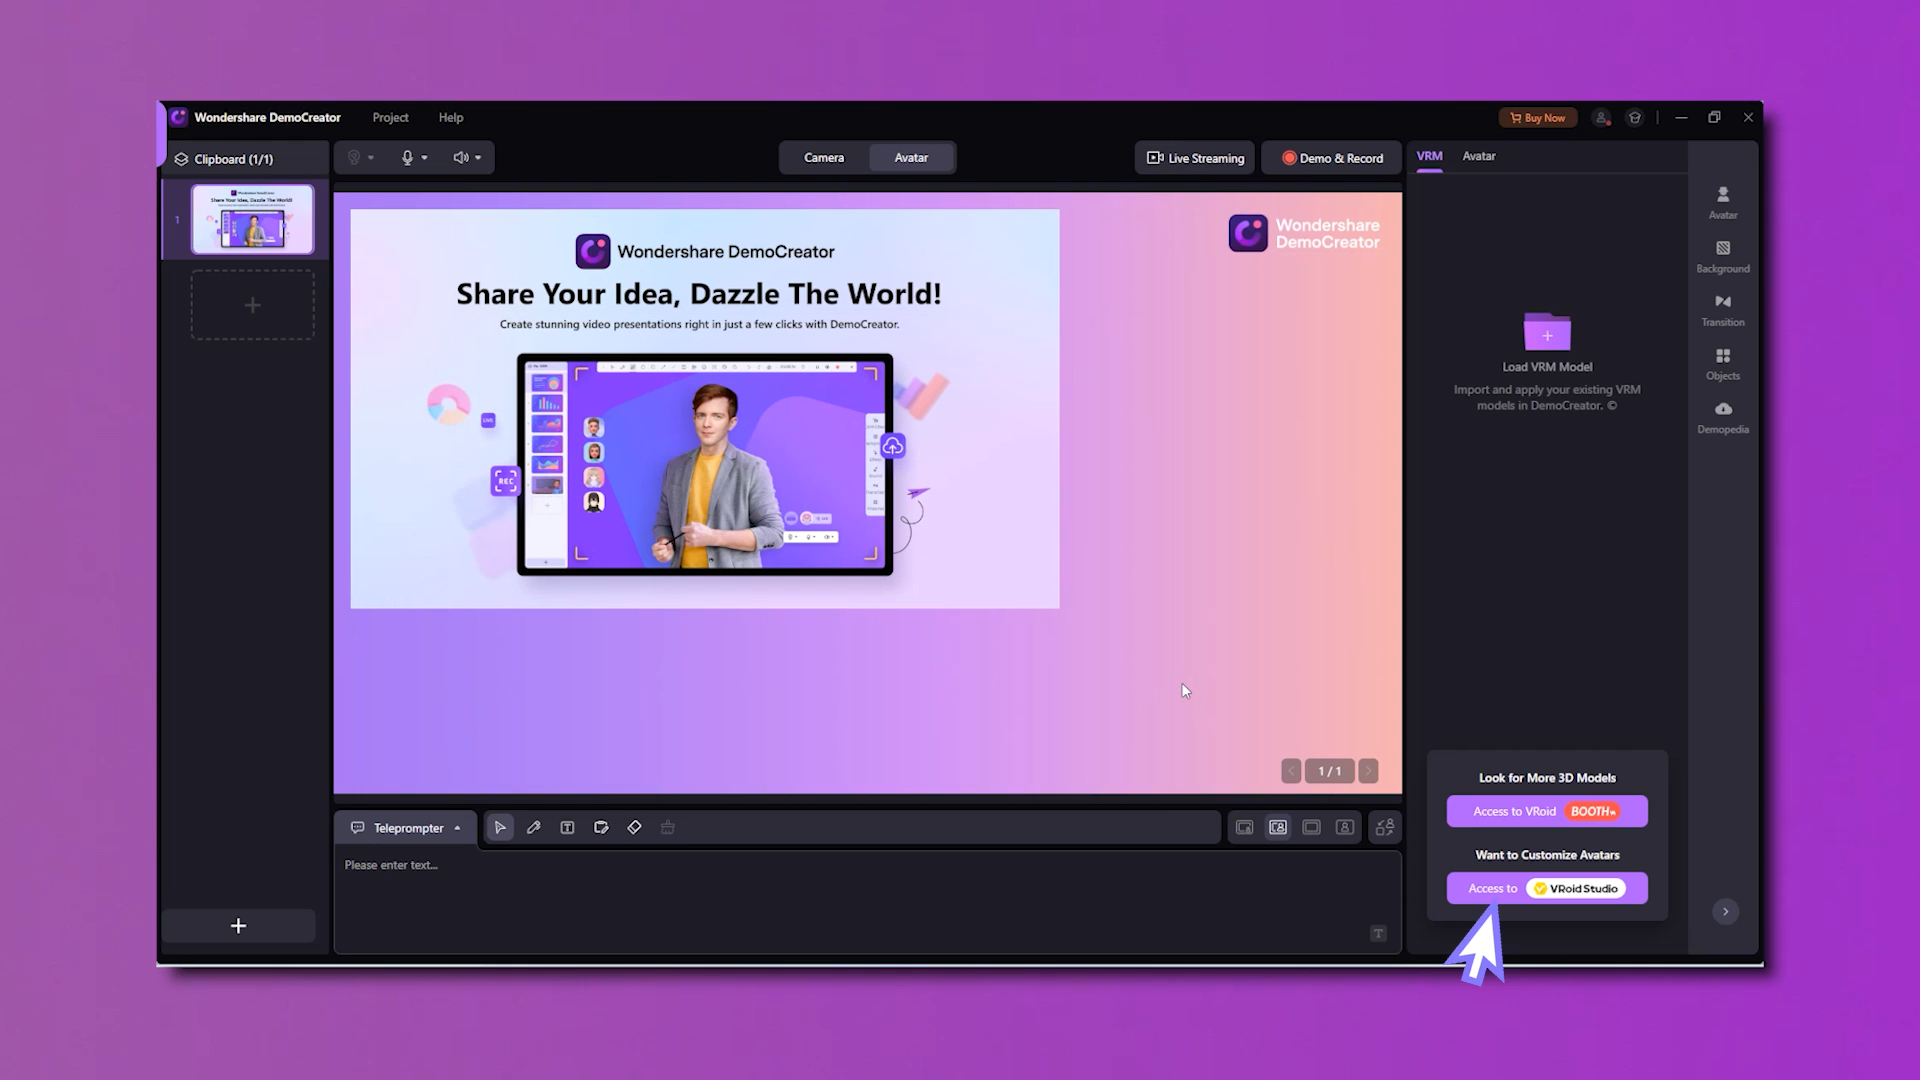 Wondershare DemoCreator
Project
Help
Buy Now
Clipboard (1/1)
Camera
Avatar
Live Streaming
Demo & Record
VRM
Avatar
1
Wondershare DemoCreator
Share Your Idea, Dazzle The World!
Create stunning video presentations right in just a few clicks with DemoCreator.
LIVE
REC
Wondershare
DemoCreator
Avatar
Background
Transition
Objects
Demopedia
Load VRM Model
Import and apply your existing VRM
models in DemoCreator. ©
1 / 1
Look for More 3D Models
Access to VRoid BOOTH
Want to Customize Avatars
Access to VRoid Studio
Teleprompter
Please enter text...
T